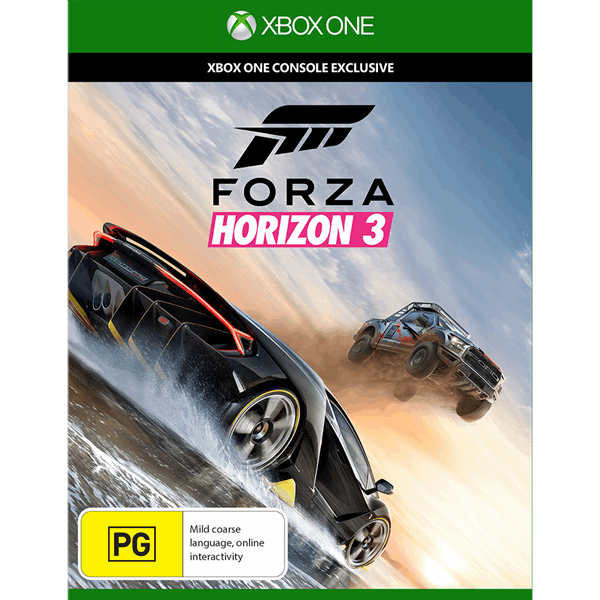 XBOX ONE
XBOX ONE CONSOLE EXCLUSIVE
FORZA
HORIZON 3
PG
Mild coarse
language, online
interactivity